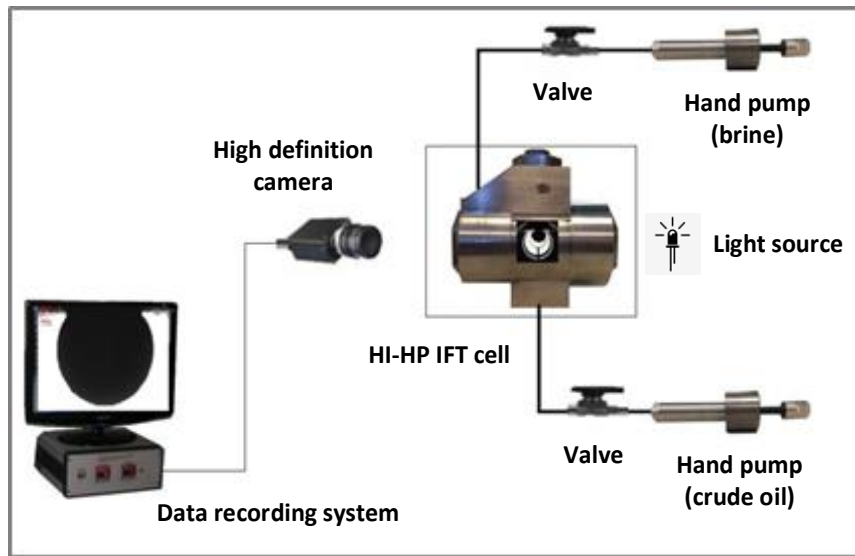 Valve
Hand pump
(brine)
High definition
camera
Light source
HI-HP IFT cell
Valve
Hand pump
(crude oil)
Data recording system